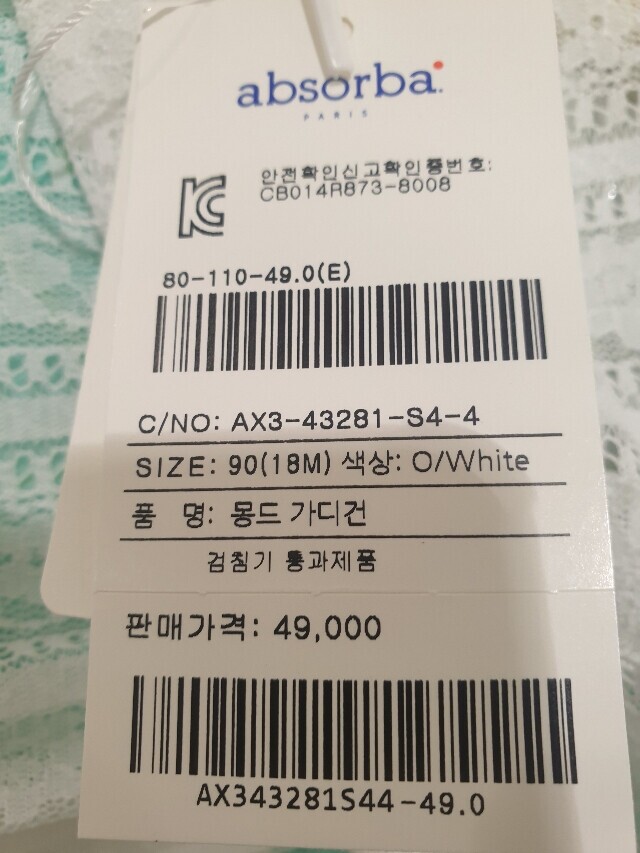 absorba
PARIS
안전확인신고확인증번호:
CB014R873-8008
80-110-49.0(E)
C/NO: AX3-43281-S4-4
SIZE: 90(18M) 색상: O/White
품 명: 몽드 가디건
검침기 통과제품
판매가격: 49,000
AX343281S44-49.0